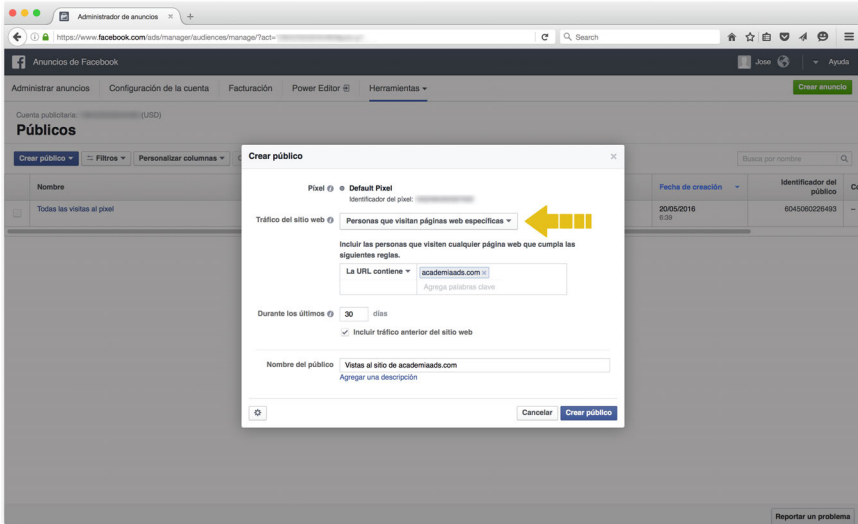 Administrador de anuncios
https://www.facebook.com/ads/manager/audiences/manage/?act=
Search
Anuncios de Facebook
Jose
Ayuda
Administrar anuncios
Configuración de la cuenta
Facturación
Power Editor
Herramientas
Crear anuncio
Cuenta publicitaria:
(USD)
Públicos
Crear público
Filtros
Personalizar columnas
Busca por nombre
Nombre
Fecha de creación
Identificador del
público
Todas las visitas al pixel
20/05/2016
6:39
6045060226493
--
Crear público
Píxel
Default Pixel
Identificador del píxel:
Tráfico del sitio web
Personas que visitan páginas web específicas
Incluir las personas que visiten cualquier página web que cumpla las
siguientes reglas.
La URL contiene
academiaads.com
Agrega palabras clave
Durante los últimos
30
días
Incluir tráfico anterior del sitio web
Nombre del público
Vistas al sitio de academiaads.com
Agregar una descripción
Cancelar
Crear público
Reportar un problema